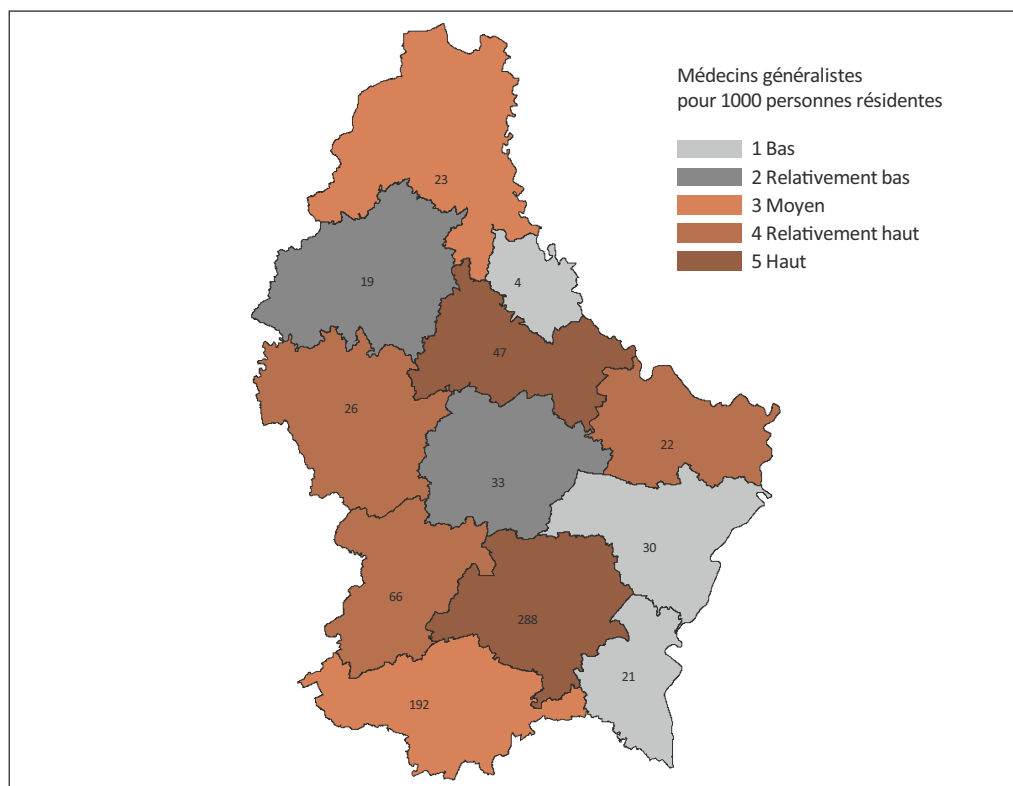 Médecins généralistes
pour 1000 personnes résidentes
1 Bas
2 Relativement bas
3 Moyen
4 Relativement haut
5 Haut
23
19
4
47
26
22
33
30
66
288
21
192